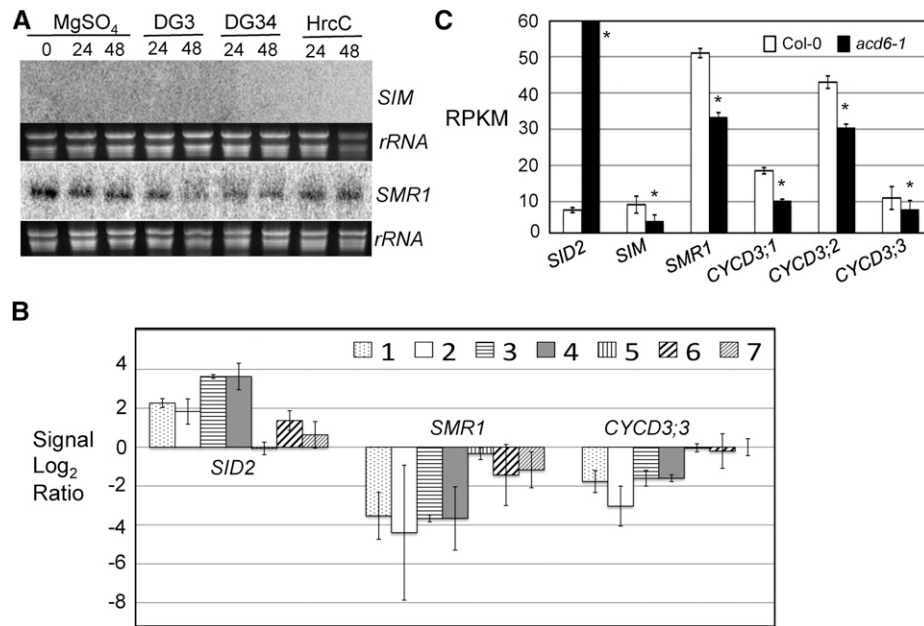 A
MgSO₄ DG3 DG34 HrcC
0 24 48 24 48 24 48 24 48
SIM
rRNA
SMR1
rRNA
C
Col-0 acd6-1
RPKM
60
50
40
30
20
10
0
* * * * * *
SID2 SIM SMR1 CYCD3;1 CYCD3;2 CYCD3;3
B
1 2 3 4 5 6 7
Signal
Log₂
Ratio
4
2
0
-2
-4
-6
-8
SID2
SMR1
CYCD3;3